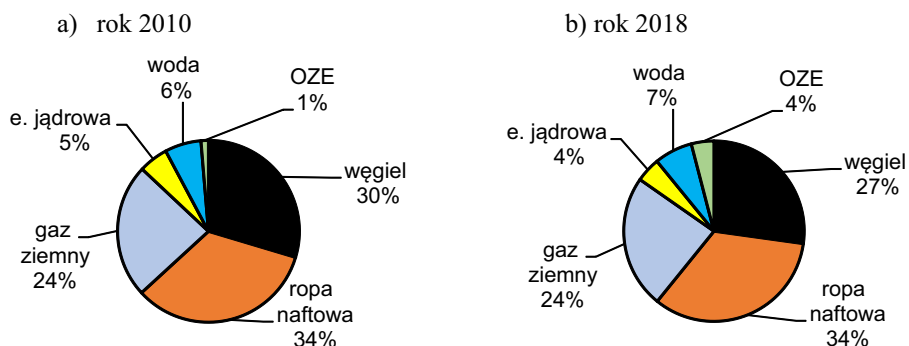 a) rok 2010
woda
6%
OZE
1%
e. jądrowa
5%
węgiel
30%
gaz
ziemny
24%
ropa
naftowa
34%
b) rok 2018
woda
7%
OZE
4%
e. jądrowa
4%
węgiel
27%
gaz
ziemny
24%
ropa
naftowa
34%